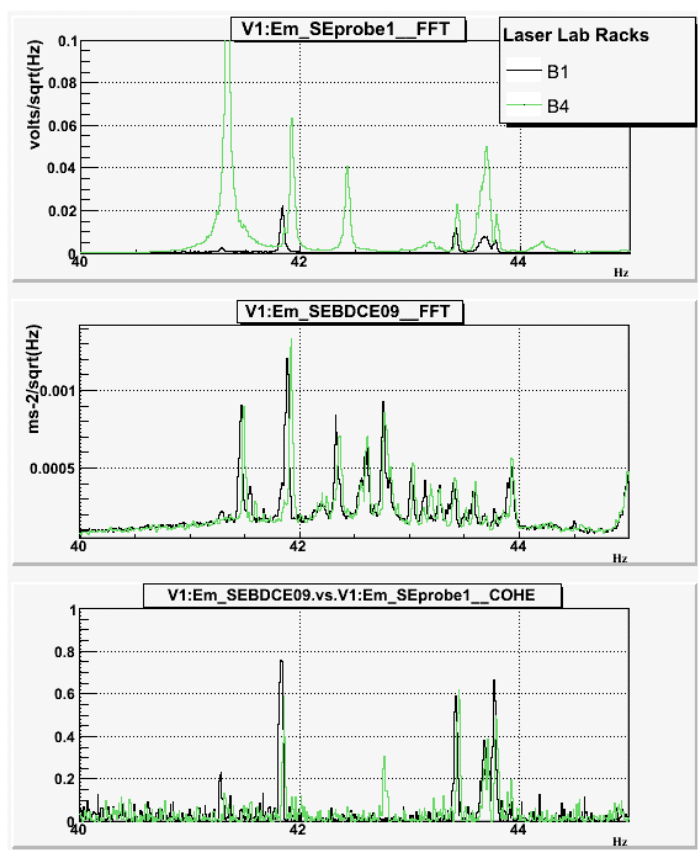 V1:Em_SEprobe1__FFT
Laser Lab Racks
B1
B4
volts/sqrt(Hz)
0.1
0.08
0.06
0.04
0.02
0
40
42
44
Hz
V1:Em_SEBDCE09__FFT
ms-2/sqrt(Hz)
0.001
0.0005
40
42
44
Hz
V1:Em_SEBDCE09.vs.V1:Em_SEprobe1__COHE
1
0.8
0.6
0.4
0.2
0
40
42
44
Hz